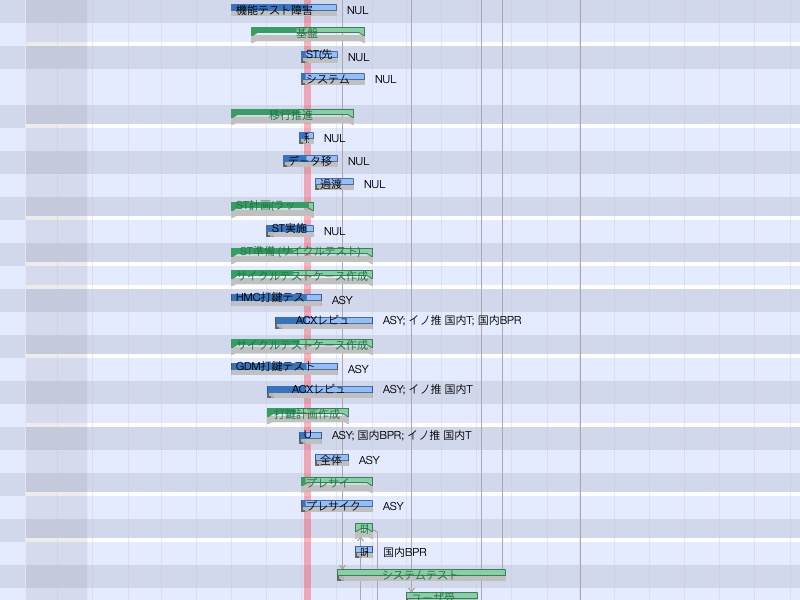 機能テスト障害 NUL
基盤
ST(先 NUL
システム NUL
移行推進
NUL
データ移 NUL
過渡 NUL
ST計画(ラッ
ST実施 NUL
ST準備 (サイクルテスト)
サイクルテストケース作成
HMC打鍵テス ASY
ACXレビュ ASY; イノ推 国内T; 国内BPR
サイクルテストケース作成
GDM打鍵テスト ASY
ACXレビュ ASY; イノ推 国内T
打鍵計画作成
U ASY; 国内BPR; イノ推 国内T
全体 ASY
プレサイ
プレサイク ASY
国内BPR
システムテスト
ユーザ受